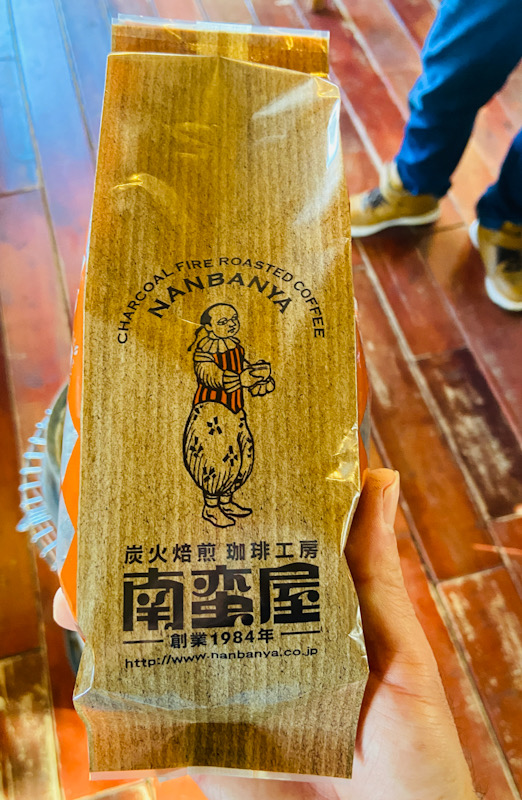 CHARCOAL FIRE ROASTED COFFEE
NANBANYA
炭火焙煎 珈琲工房
南蛮屋
創業1984年
http://www.nanbanya.co.jp